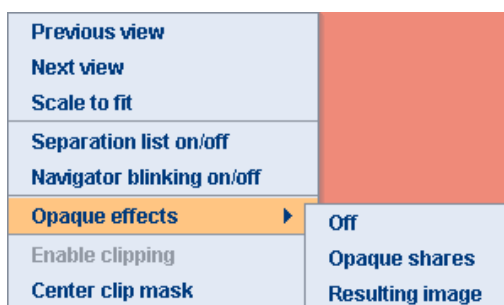 Previous view
Next view
Scale to fit
Separation list on/off
Navigator blinking on/off
Opaque effects
Off
Enable clipping
Opaque shares
Center clip mask
Resulting image